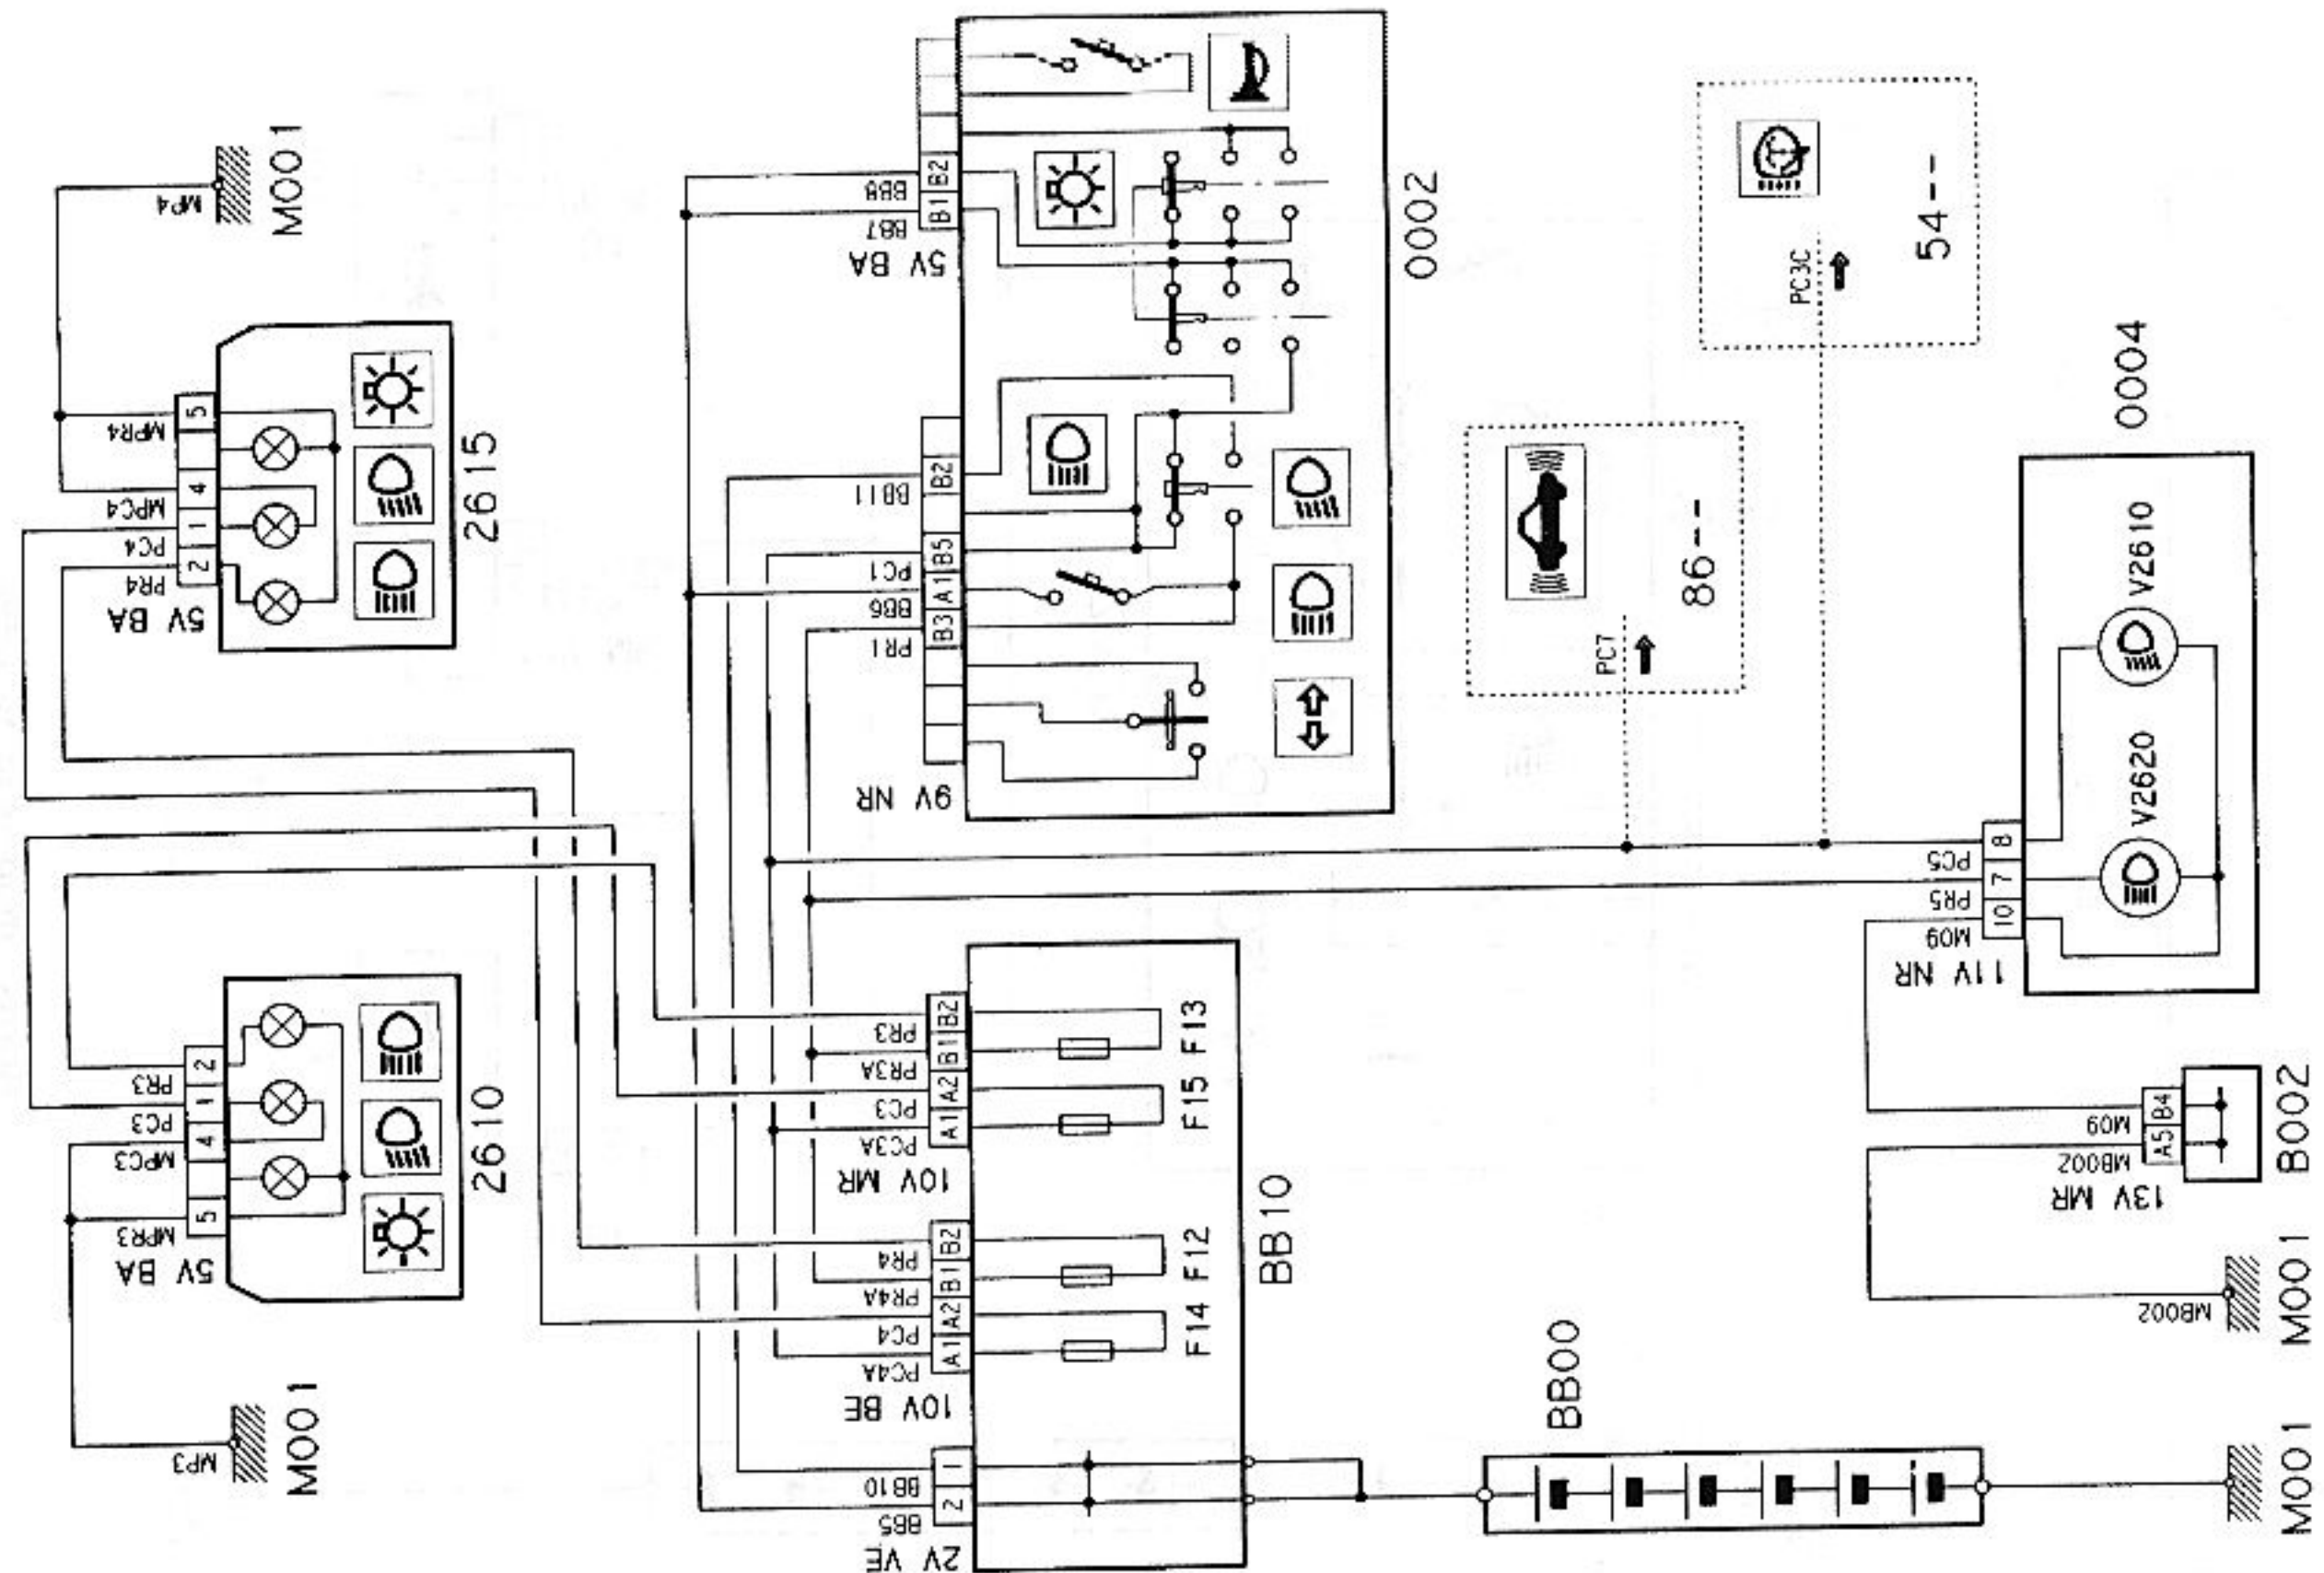 M001
MP4
2615
5
MPR4
4
MPC4
1
PC4
2
PR4
5V BA
2610
2
PR3
1
PC3
4
MPC3
5
MPR3
5V BA
M001
MP3
0002
B2
BB8
B1
BB7
5V BA
B2
BB11
B5
PC1
A1
BB6
B3
PR1
9V NR
54--
PC3C
86--
PC7
0004
V2610
V2620
8
PC5
7
PR5
10
M09
11V NR
BB10
F13
F15
F12
F14
B2
PR3
B1
PR3A
A2
PC3
A1
PC3A
10V MR
B2
PR4
B1
PR4A
A2
PC4
A1
PC4A
10V BE
1
BB10
2
BB5
2V VE
BB00
M001
B002
B4
M09
A5
MB002
13V MR
M001
MB002